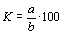 K = a/b · 100